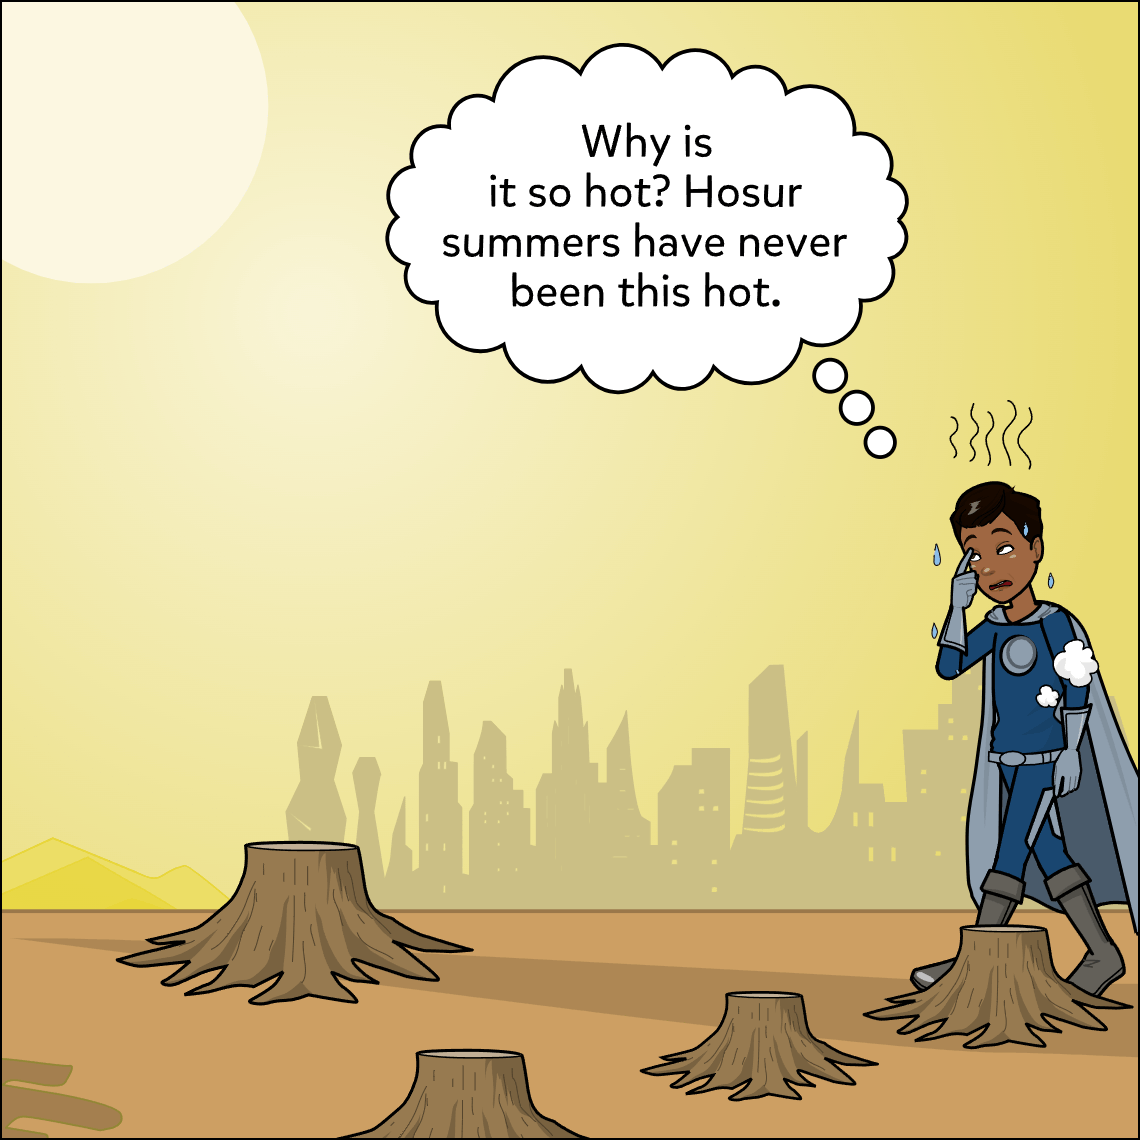 Why is
it so hot? Hosur
summers have never
been this hot.